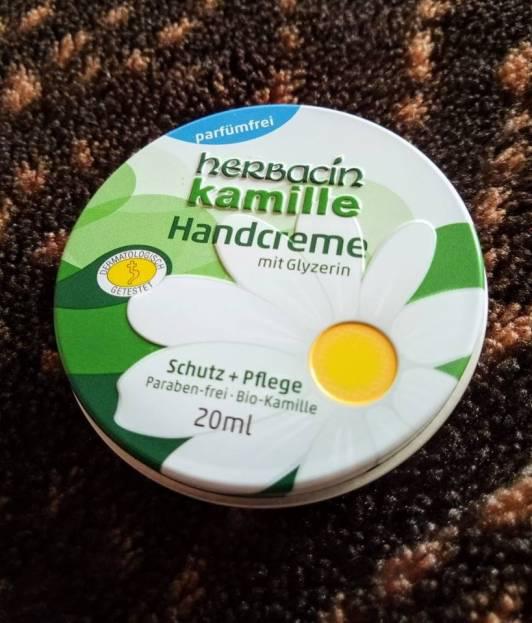 parfümfrei
herbacin
kamille
Handcreme
mit Glyzerin
DERMATOLOGISCH
GETESTET
Schutz + Pflege
Paraben-frei · Bio-Kamille
20ml